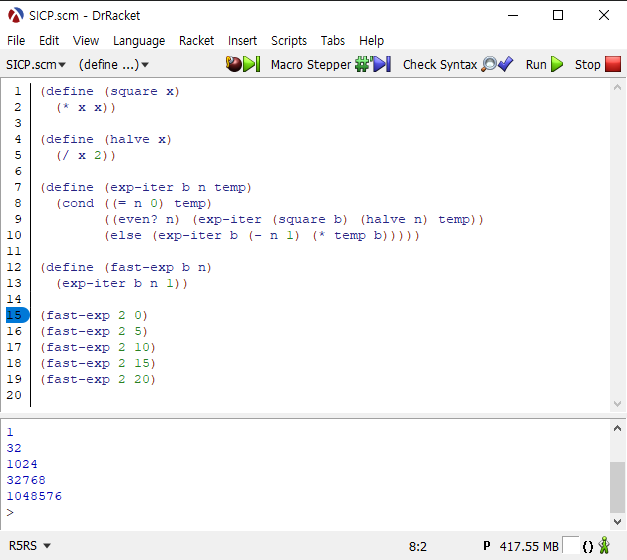 SICP.scm - DrRacket
File Edit View Language Racket Insert Scripts Tabs Help
SICP.scm▾ (define ...)▾ Macro Stepper #' Check Syntax Run Stop
1 (define (square x)
2   (* x x))
3
4 (define (halve x)
5   (/ x 2))
6
7 (define (exp-iter b n temp)
8   (cond ((= n 0) temp)
9         ((even? n) (exp-iter (square b) (halve n) temp))
10         (else (exp-iter b (- n 1) (* temp b)))))
11
12 (define (fast-exp b n)
13   (exp-iter b n 1))
14
15 (fast-exp 2 0)
16 (fast-exp 2 5)
17 (fast-exp 2 10)
18 (fast-exp 2 15)
19 (fast-exp 2 20)
20
1
32
1024
32768
1048576
>
R5RS ▾ 8:2 P 417.55 MB ()